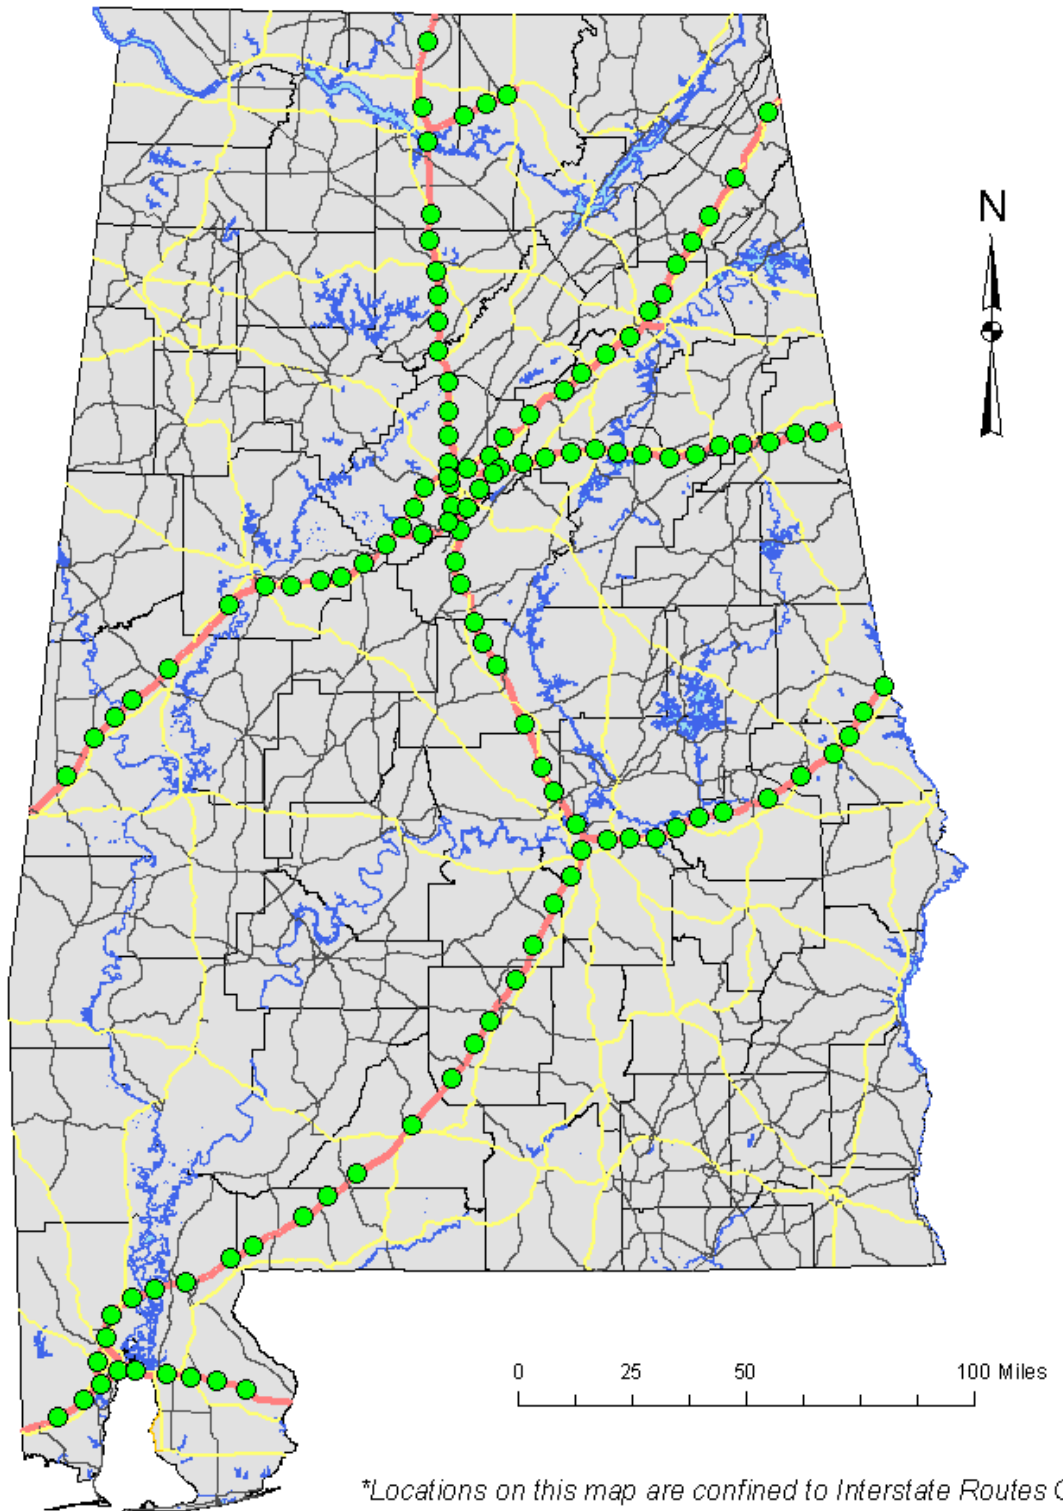 N
0 25 50 100 Miles
*Locations on this map are confined to Interstate Routes